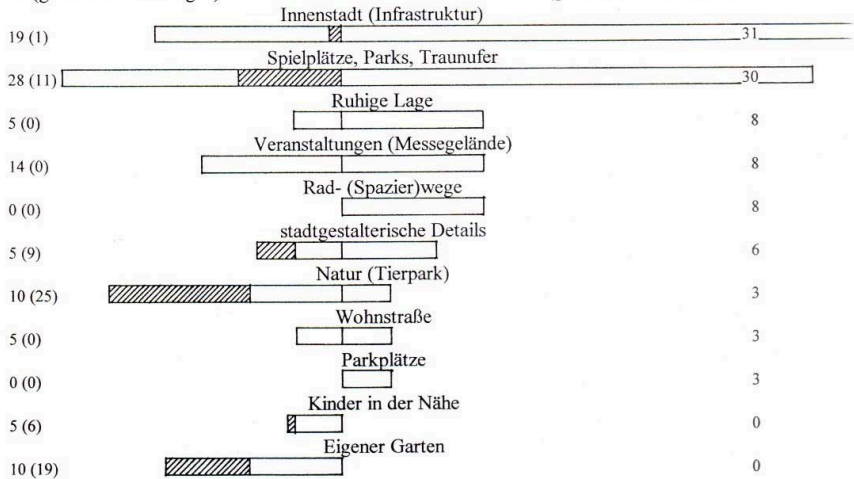 Innenstadt (Infrastruktur)
19 (1) 31
Spielplätze, Parks, Traunufer
28 (11) 30
Ruhige Lage
5 (0) 8
Veranstaltungen (Messegelände)
14 (0) 8
Rad- (Spazier)wege
0 (0) 8
stadtgestalterische Details
5 (9) 6
Natur (Tierpark)
10 (25) 3
Wohnstraße
5 (0) 3
Parkplätze
0 (0) 3
Kinder in der Nähe
5 (6) 0
Eigener Garten
10 (19) 0